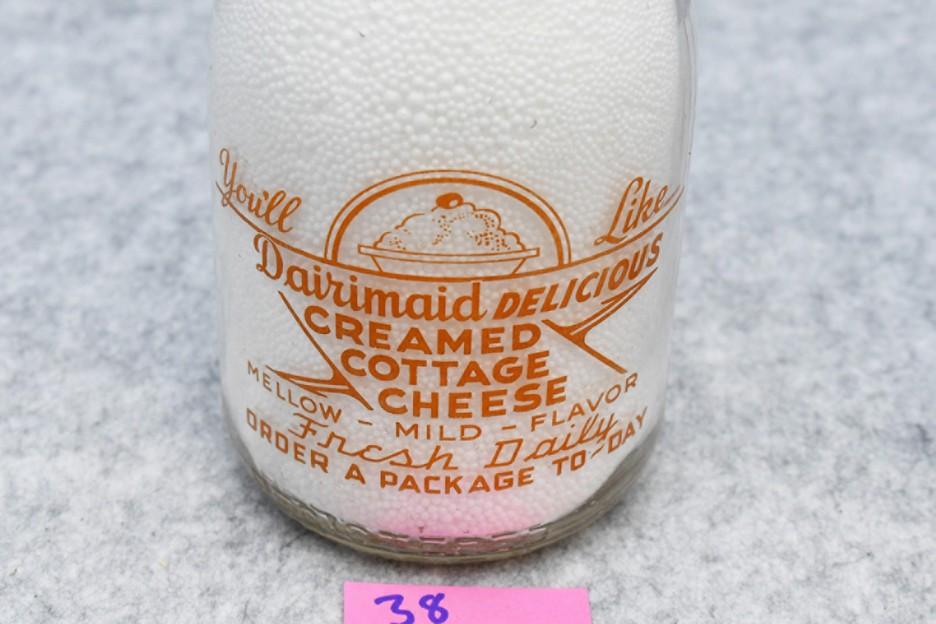 You'll Like
Dairimaid DELICIOUS
CREAMED
COTTAGE
CHEESE
MELLOW - MILD - FLAVOR
Fresh Daily
ORDER A PACKAGE TO-DAY
38